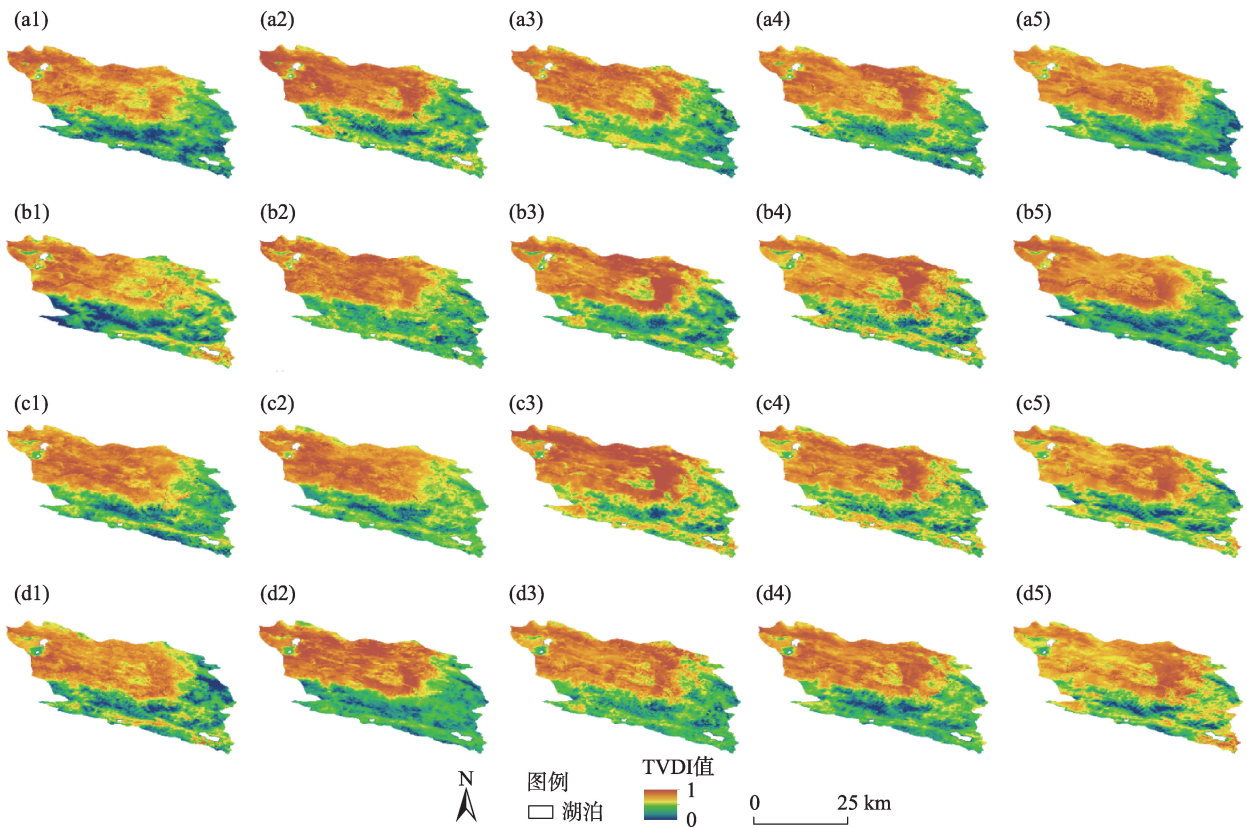 (a1) (a2) (a3) (a4) (a5)
(b1) (b2) (b3) (b4) (b5)
(c1) (c2) (c3) (c4) (c5)
(d1) (d2) (d3) (d4) (d5)
N
图例
湖泊
TVDI值
1
0
0 25 km